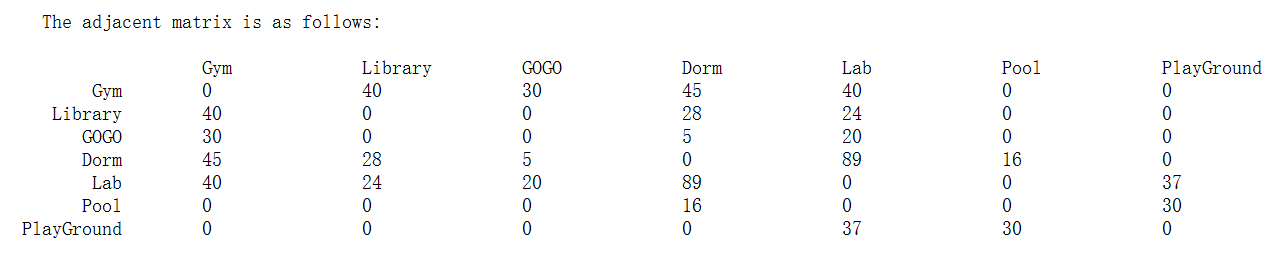 The adjacent matrix is as follows:
Gym Library GOGO Dorm Lab Pool PlayGround
Gym 0 40 30 45 40 0 0
Library 40 0 0 28 24 0 0
GOGO 30 0 0 5 20 0 0
Dorm 45 28 5 0 89 16 0
Lab 40 24 20 89 0 0 37
Pool 0 0 0 16 0 0 30
PlayGround 0 0 0 0 37 30 0